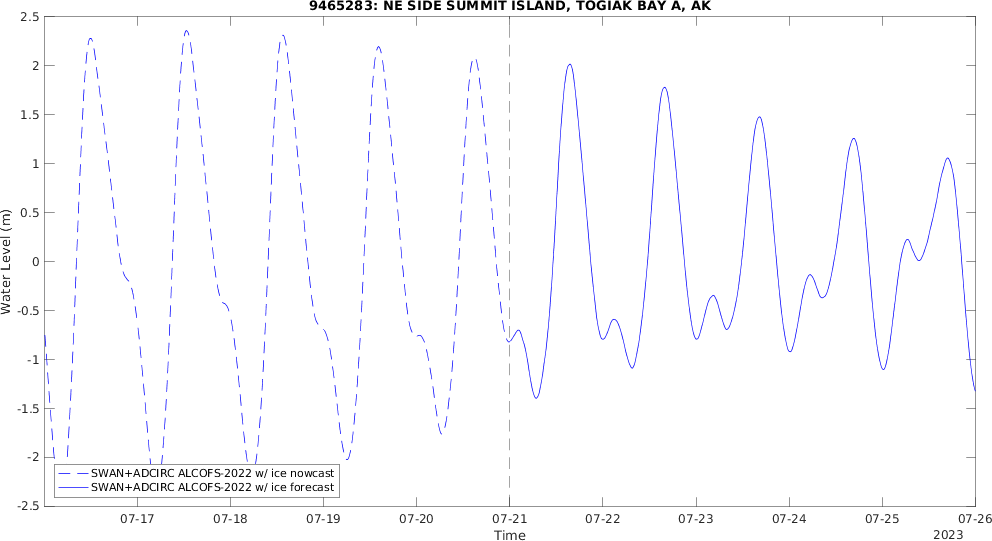 9465283: NE SIDE SUMMIT ISLAND, TOGIAK BAY A, AK
2.5
2
1.5
1
0.5
0
-0.5
-1
-1.5
-2
-2.5
Water Level (m)
SWAN+ADCIRC ALCOFS-2022 w/ ice nowcast
SWAN+ADCIRC ALCOFS-2022 w/ ice forecast
07-17 07-18 07-19 07-20 07-21 07-22 07-23 07-24 07-25 07-26
Time
2023